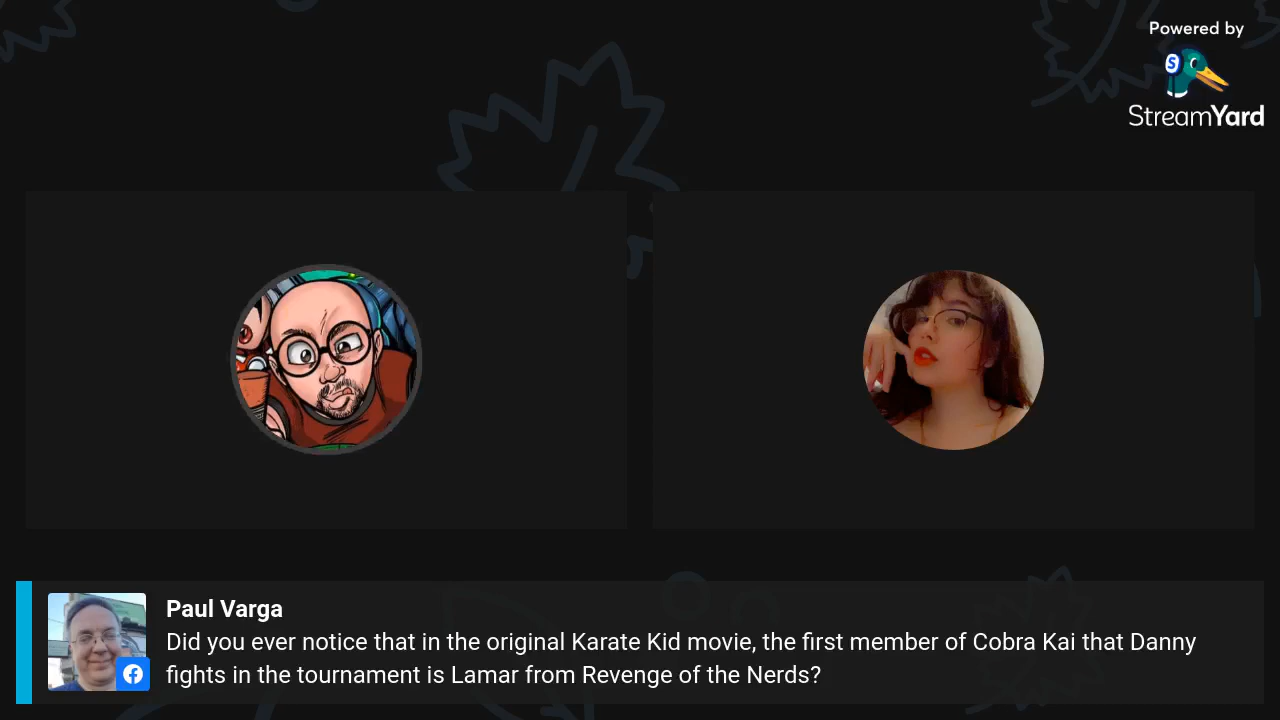 Powered by
S
StreamYard
Paul Varga
Did you ever notice that in the original Karate Kid movie, the first member of Cobra Kai that Danny
fights in the tournament is Lamar from Revenge of the Nerds?